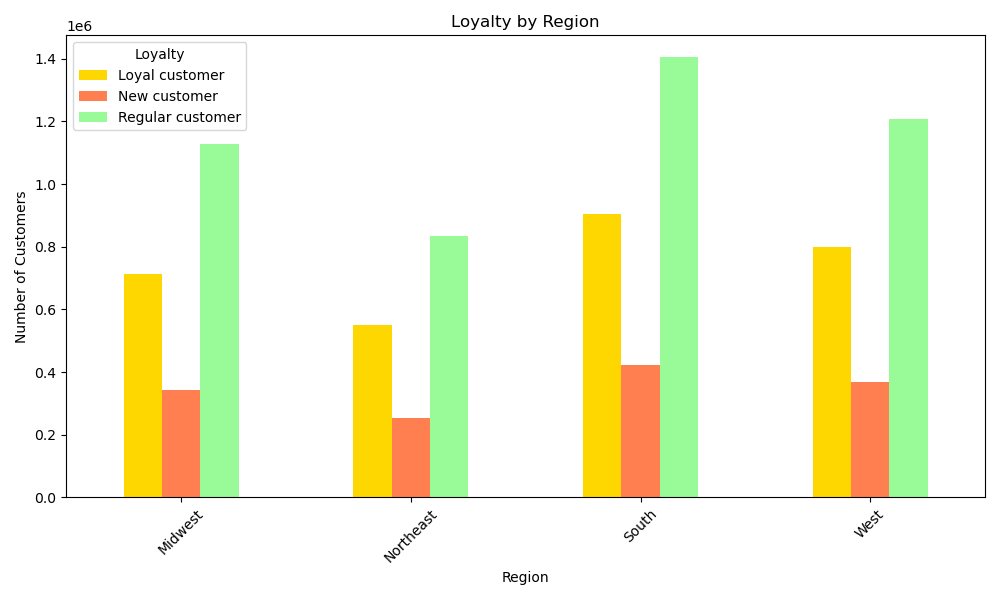 Loyalty by Region
1e6
Loyalty
Loyal customer
New customer
Regular customer
Number of Customers
1.4
1.2
1.0
0.8
0.6
0.4
0.2
0.0
Midwest
Northeast
South
West
Region